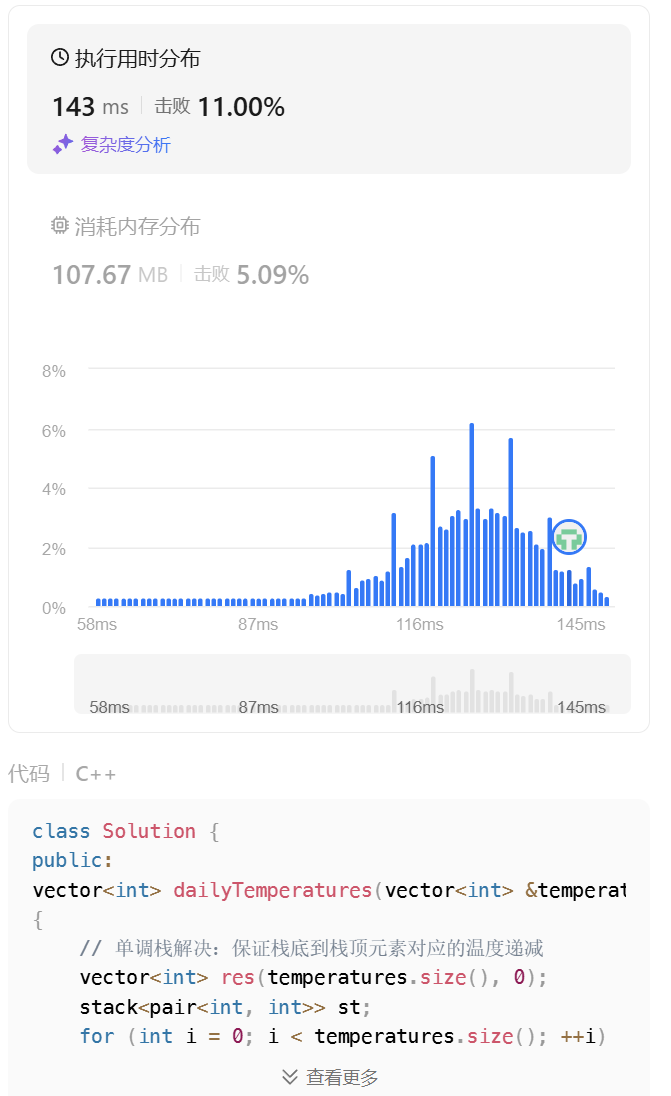 执行用时分布
143 ms 击败 11.00%
复杂度分析
消耗内存分布
107.67 MB 击败 5.09%
8%
6%
4%
2%
0%
58ms 87ms 116ms 145ms
58ms 87ms 116ms 145ms
代码 C++
class Solution {
public:
vector<int> dailyTemperatures(vector<int> &temperat
{
// 单调栈解决：保证栈底到栈顶元素对应的温度递减
vector<int> res(temperatures.size(), 0);
stack<pair<int, int>> st;
for (int i = 0; i < temperatures.size(); ++i)
查看更多